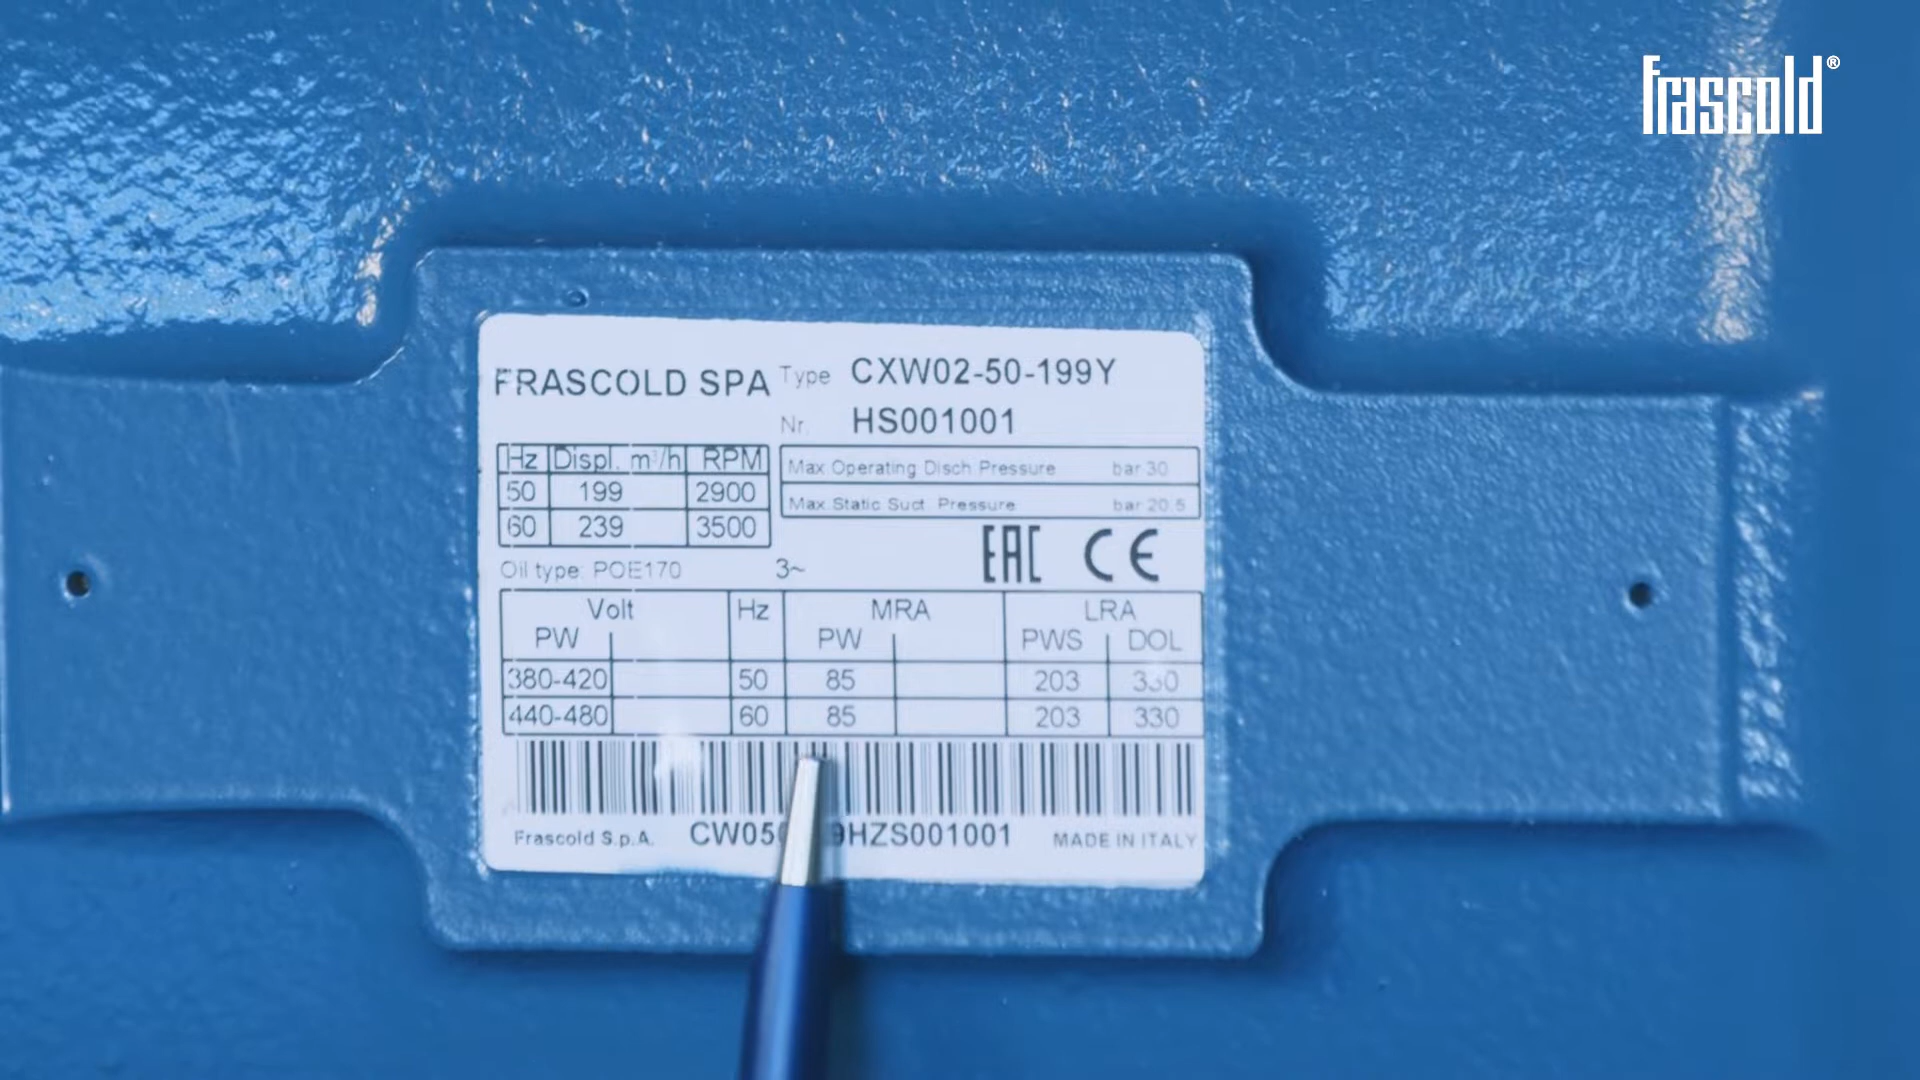 frascold®
FRASCOLD SPA Type CXW02-50-199Y
Nr. HS001001
Hz Displ. m³/h RPM
50 199 2900
60 239 3500
Max Operating Disch Pressure bar 30
Max Static Suct. Pressure bar 20.5
EAC CE
Oil type: POE170 3~
Volt Hz MRA LRA
PW PW PWS DOL
380-420 50 85 203 330
440-480 60 85 203 330
Frascold S.p.A. MADE IN ITALY